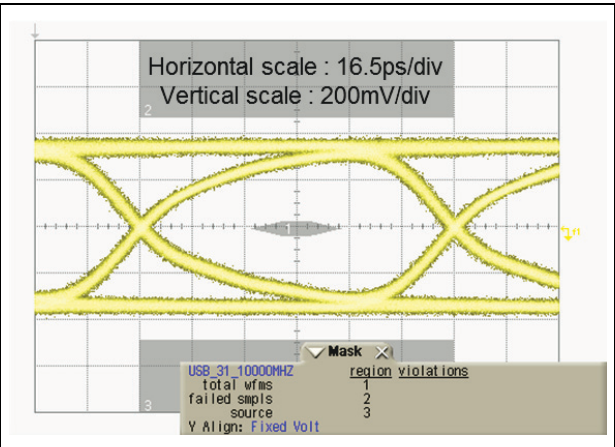 Horizontal scale : 16.5ps/div
Vertical scale : 200mV/div
2
1
Mask
USB_31_10000MHZ region violations
total wfms 1
failed smpls 2
source 3
Y Align: Fixed Volt
3